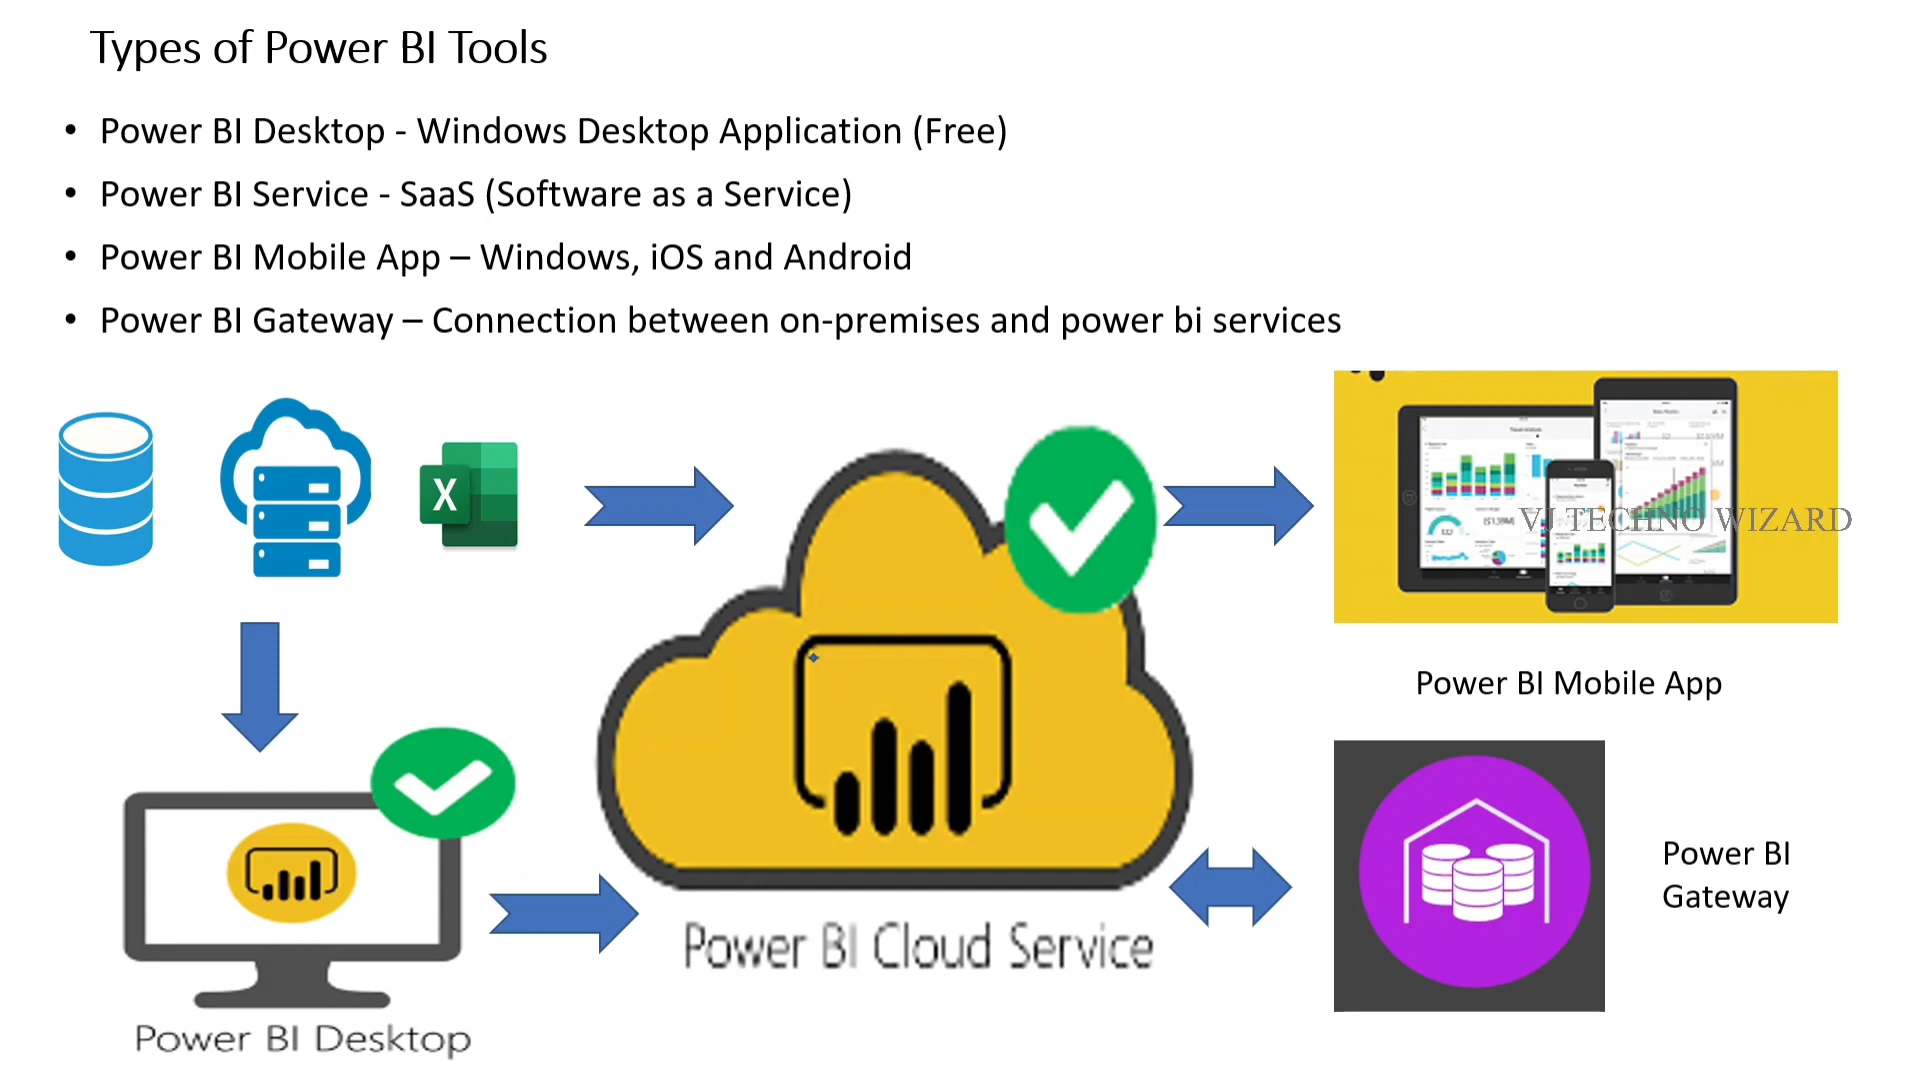 Types of Power BI Tools
• Power BI Desktop - Windows Desktop Application (Free)
• Power BI Service - SaaS (Software as a Service)
• Power BI Mobile App – Windows, iOS and Android
• Power BI Gateway – Connection between on-premises and power bi services
X
VJ TECHNO WIZARD
Power BI Mobile App
Power BI
Gateway
Power BI Cloud Service
Power BI Desktop